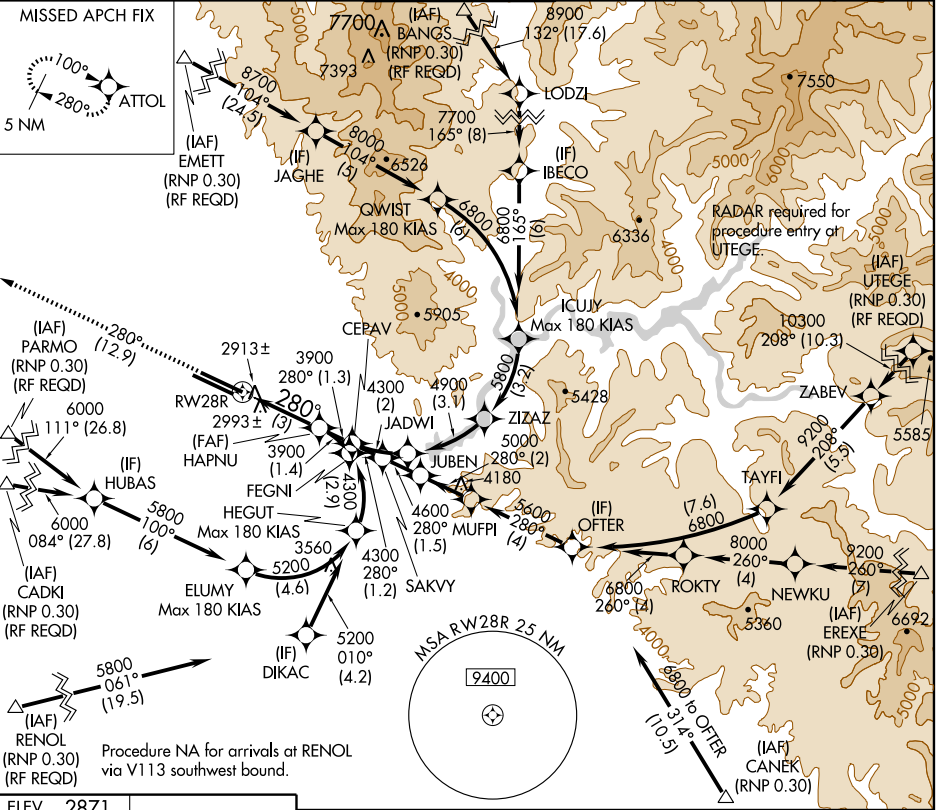 MISSED APCH FIX
100°
280°
ATTOL
5 NM
8700
104°
(24.5)
(IAF)
EMETT
(RNP 0.30)
(RF REQD)
(IF)
JAGHE
8000
104°
(5)
7700
7393
6526
(IAF)
BANGS
(RNP 0.30)
(RF REQD)
8900
132° (17.6)
LODZI
7700
165° (8)
(IF)
IBECO
6800
165°
(6)
QWIST
Max 180 KIAS
6800
(6)
7550
5000
6000
6336
4000
RADAR required for
procedure entry at
UTEGE.
5000
4000
(IAF)
UTEGE
(RNP 0.30)
(RF REQD)
10300
208° (10.3)
5585
ZABEV
9200
208°
(5.5)
4000
5000
5905
ICUJY
Max 180 KIAS
5800
(3.2)
CEPAV
280°
(12.9)
(IAF)
PARMO
(RNP 0.30)
(RF REQD)
2913±
3900
280° (1.3)
4300
(2)
4900
(3.1)
JADWI
ZIZAZ
5428
RW28R
2993±
280°
(3)
(FAF)
HAPNU
3900
(1.4)
FEGNI
JUBEN
5000
280° (2)
4180
MUFPI
5600
280°
(4)
(IF)
OFTER
(7.6)
6800
TAYFI
6000
111° (26.8)
(IF)
HUBAS
6000
084° (27.8)
(IAF)
CADKI
(RNP 0.30)
(RF REQD)
5800
100°
(6)
HEGUT
Max 180 KIAS
4300
(2.9)
4600
280°
(1.5)
SAKVY
4300
280°
(1.2)
3560
5200
(4.6)
ELUMY
Max 180 KIAS
6800
260° (4)
ROKTY
8000
260°
(4)
NEWKU
9200
260°
(7)
(IAF)
EREXE
(RNP 0.30)
6692
5360
4000
5000
(IF)
DIKAC
5200
010°
(4.2)
5800
061°
(19.5)
(IAF)
RENOL
(RNP 0.30)
(RF REQD)
Procedure NA for arrivals at RENOL
via V113 southwest bound.
MSA RW28R 25 NM
9400
6800 to OFTER
314°
(10.5)
(IAF)
CANEK
(RNP 0.30)
ELEV 2871